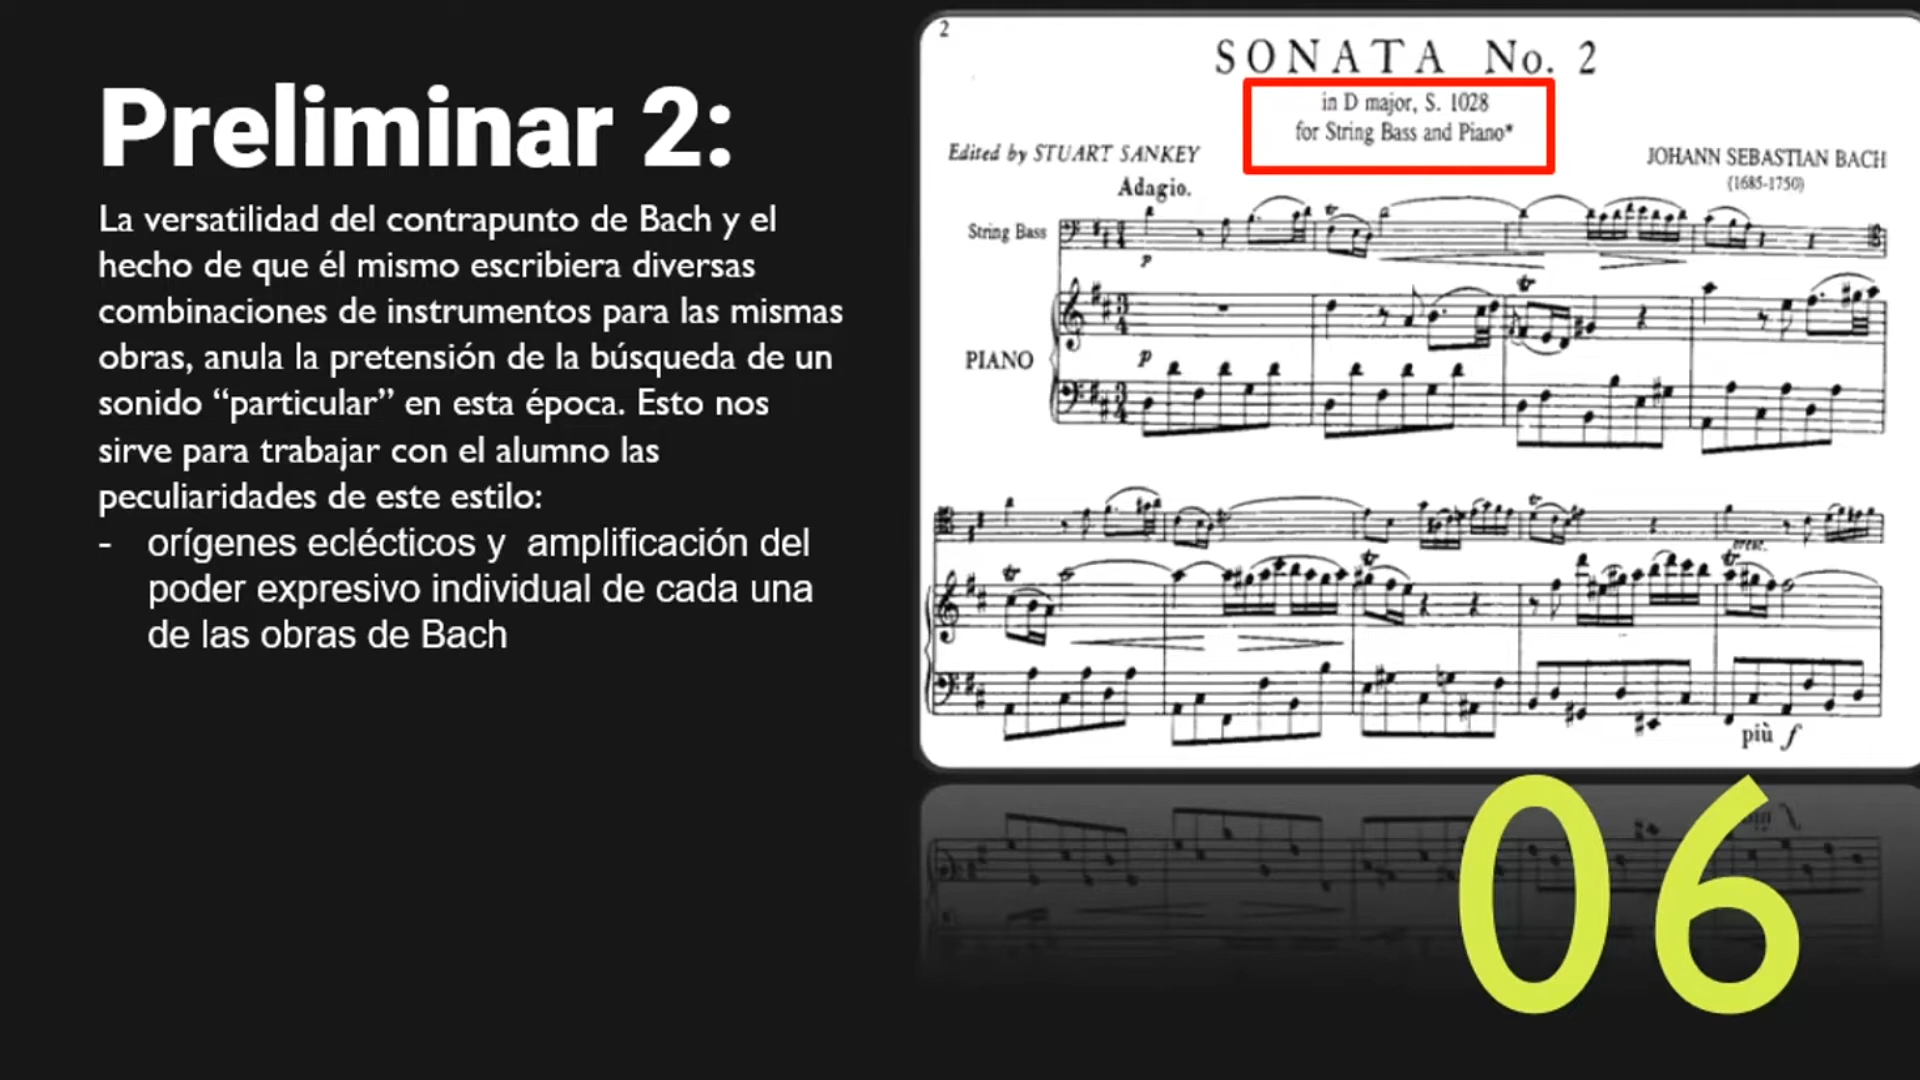 Preliminar 2:
La versatilidad del contrapunto de Bach y el
hecho de que él mismo escribiera diversas
combinaciones de instrumentos para las mismas
obras, anula la pretensión de la búsqueda de un
sonido “particular” en esta época. Esto nos
sirve para trabajar con el alumno las
peculiaridades de este estilo:
- orígenes eclécticos y amplificación del
poder expresivo individual de cada una
de las obras de Bach
2
SONATA No. 2
in D major, S. 1028
for String Bass and Piano*
Edited by STUART SANKEY
JOHANN SEBASTIAN BACH
(1685-1750)
Adagio.
String Bass
p
PIANO
p
cresc.
più f
06